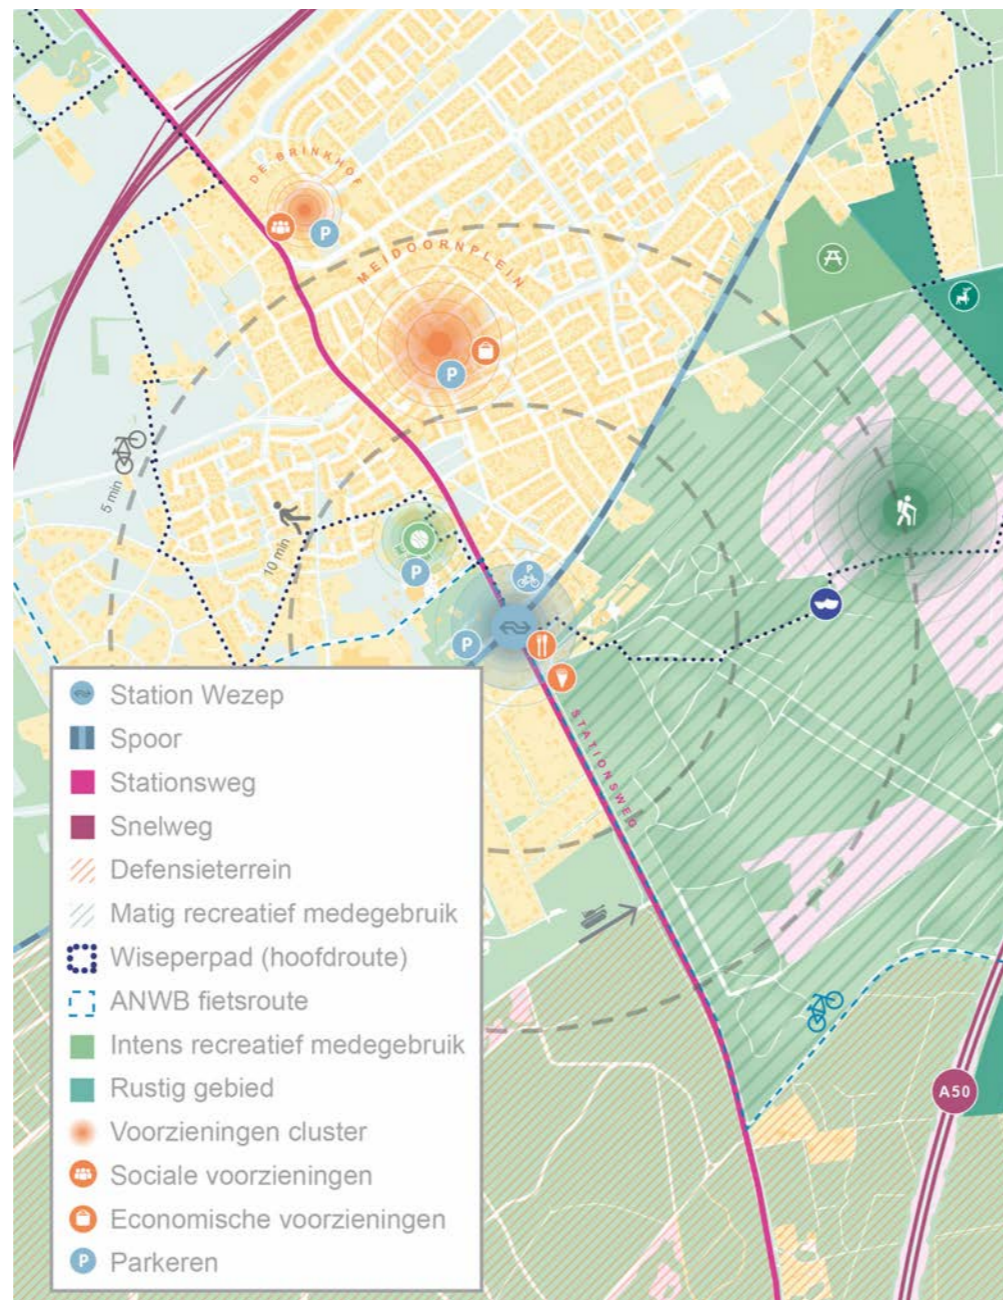 DE BRINKHOF
P
MEIDOORNPLEIN
P
5 min
10 min
P
P
P
STATIONSWEG
A50
Station Wezep
Spoor
Stationsweg
Snelweg
Defensieterrein
Matig recreatief medegebruik
Wiseperpad (hoofdroute)
ANWB fietsroute
Intens recreatief medegebruik
Rustig gebied
Voorzieningen cluster
Sociale voorzieningen
Economische voorzieningen
P Parkeren